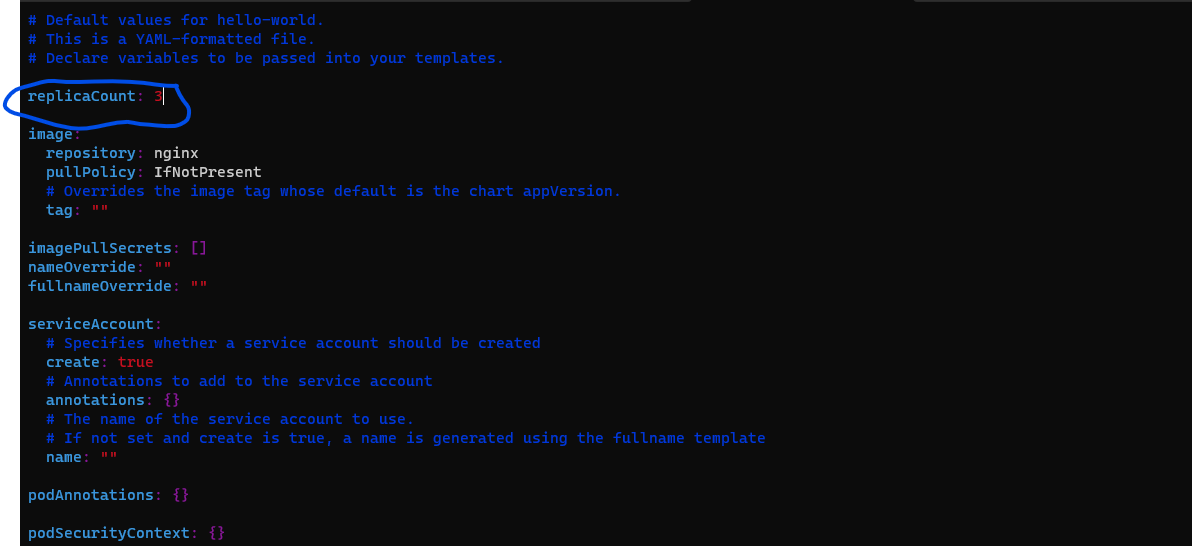 # Default values for hello-world.
# This is a YAML-formatted file.
# Declare variables to be passed into your templates.
replicaCount: 3
image:
  repository: nginx
  pullPolicy: IfNotPresent
  # Overrides the image tag whose default is the chart appVersion.
  tag: ""
imagePullSecrets: []
nameOverride: ""
fullnameOverride: ""
serviceAccount:
  # Specifies whether a service account should be created
  create: true
  # Annotations to add to the service account
  annotations: {}
  # The name of the service account to use.
  # If not set and create is true, a name is generated using the fullname template
  name: ""
podAnnotations: {}
podSecurityContext: {}